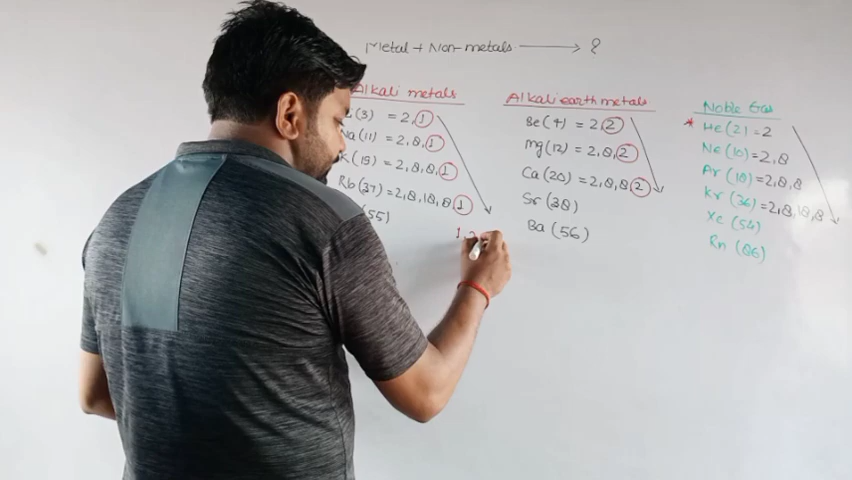 Metal + Non-metals → ?
Alkali metals
(3) = 2, 1
Na (11) = 2, 8, 1
K (19) = 2, 8, 8, 1
Rb (37) = 2, 8, 18, 8, 1
55)
1, 2
Alkali earth metals
Be (4) = 2, 2
Mg (12) = 2, 8, 2
Ca (20) = 2, 8, 8, 2
Sr (38)
Ba (56)
Noble Gas
* He (2) = 2
Ne (10) = 2, 8
Ar (18) = 2, 8, 8
Kr (36) = 2, 8, 18, 8
Xe (54)
Rn (86)